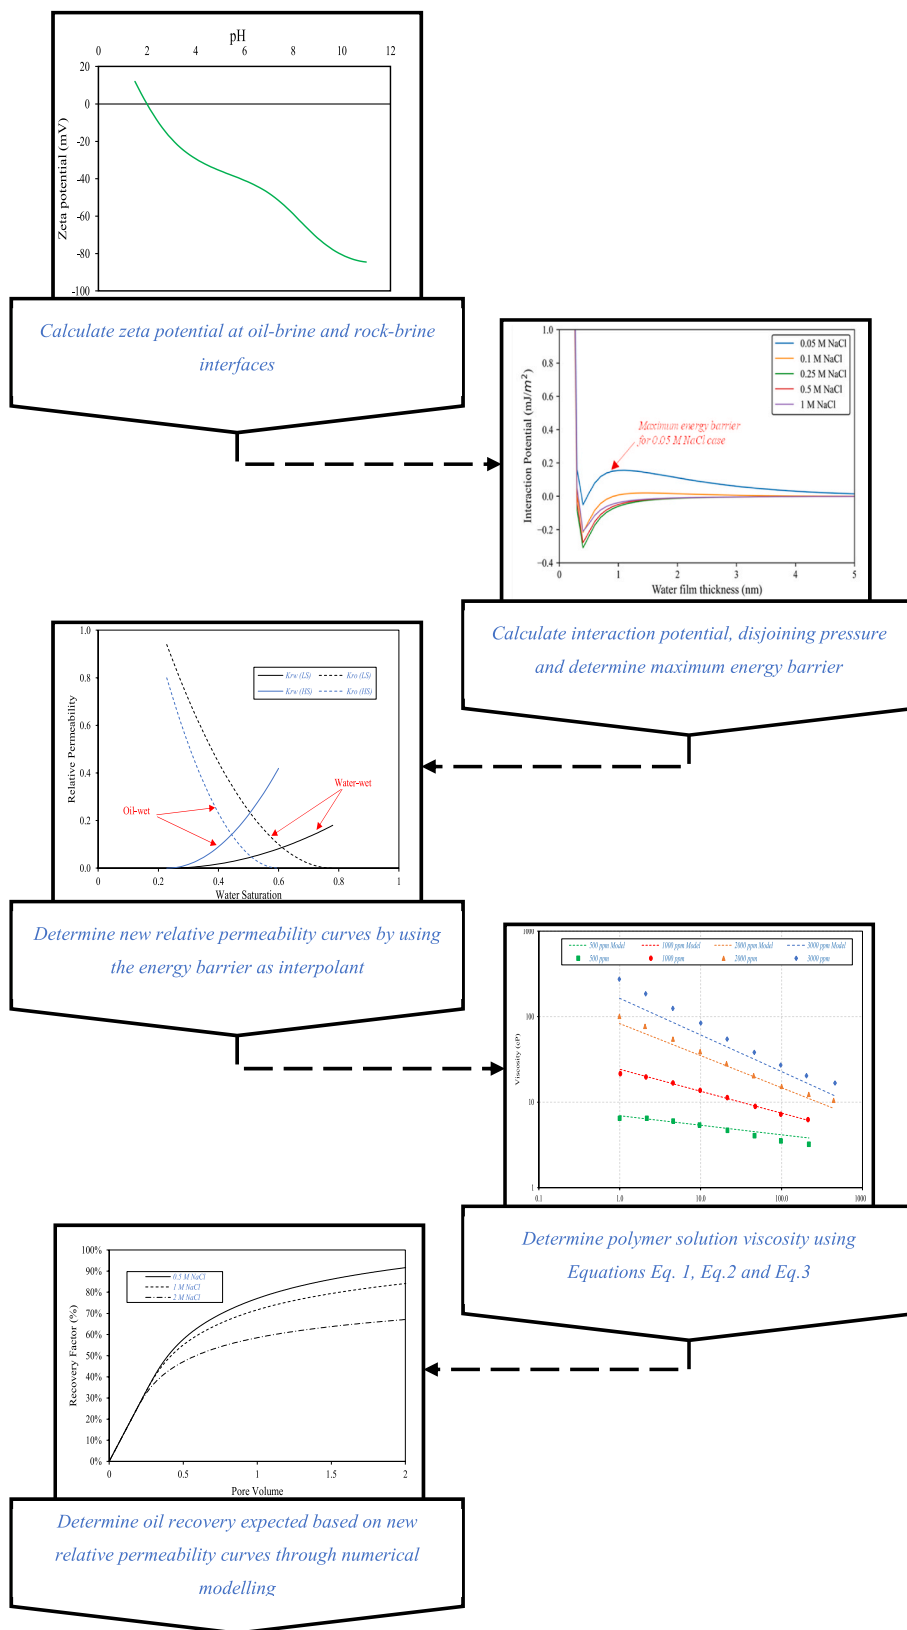 pH
0 2 4 6 8 10 12
20
0
-20
-40
-60
-80
-100
Zeta potential (mV)
Calculate zeta potential at oil-brine and rock-brine
interfaces
1.0
0.8
0.6
0.4
0.2
0.0
−0.2
−0.4
Interaction Potential (mJ/m²)
0.05 M NaCl
0.1 M NaCl
0.25 M NaCl
0.5 M NaCl
1 M NaCl
Maximum energy barrier
for 0.05 M NaCl case
0 1 2 3 4 5
Water film thickness (nm)
Calculate interaction potential, disjoining pressure
and determine maximum energy barrier
1.0
0.8
0.6
0.4
0.2
0.0
Relative Permeability
Krw (LS) Kro (LS)
Krw (HS) Kro (HS)
Water-wet
Oil-wet
0 0.2 0.4 0.6 0.8 1
Water Saturation
Determine new relative permeability curves by using
the energy barrier as interpolant
1000
100
10
1
Viscosity (cP)
500 ppm Model 1000 ppm Model 2000 ppm Model 3000 ppm Model
500 ppm 1000 ppm 2000 ppm 3000 ppm
0.1 1.0 10.0 100.0 1000
Determine polymer solution viscosity using
Equations Eq. 1, Eq.2 and Eq.3
100%
90%
80%
70%
60%
50%
40%
30%
20%
10%
0%
Recovery Factor (%)
0.5 M NaCl
1 M NaCl
2 M NaCl
0 0.5 1 1.5 2
Pore Volume
Determine oil recovery expected based on new
relative permeability curves through numerical
modelling